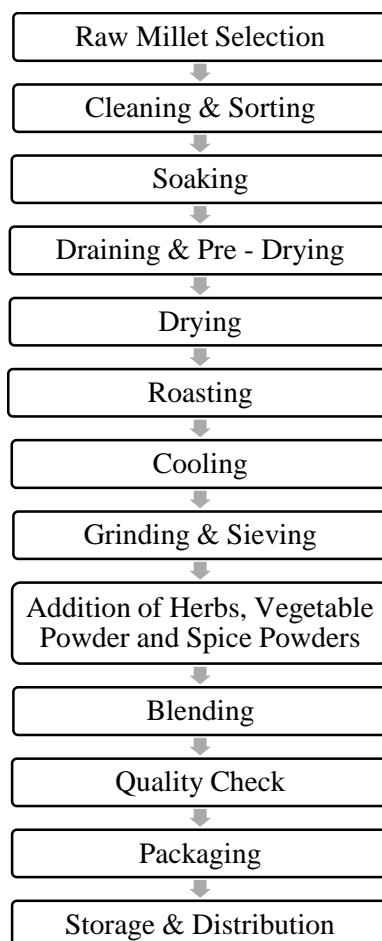 Raw Millet Selection
Cleaning & Sorting
Soaking
Draining & Pre - Drying
Drying
Roasting
Cooling
Grinding & Sieving
Addition of Herbs, Vegetable
Powder and Spice Powders
Blending
Quality Check
Packaging
Storage & Distribution